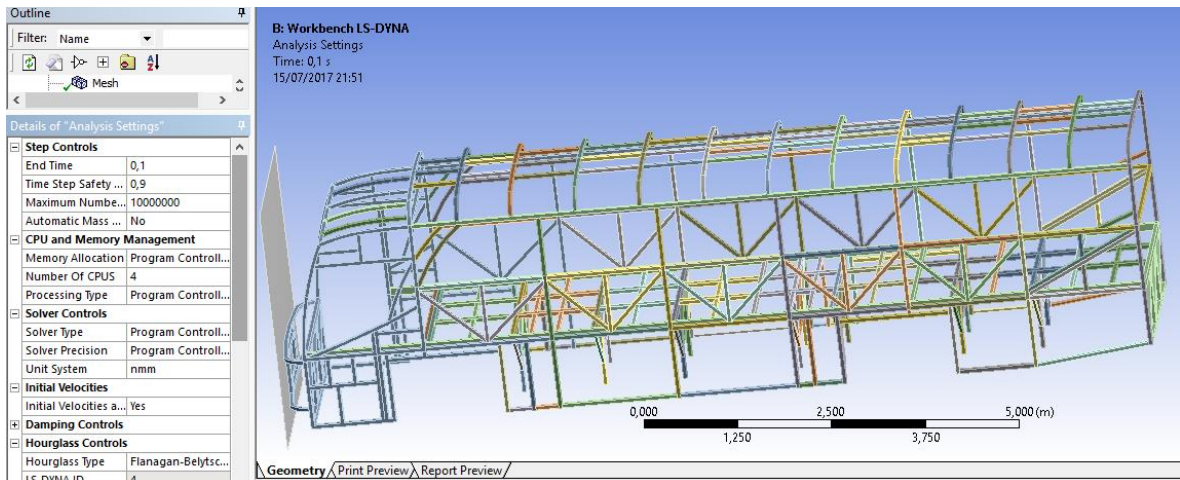 Outline
Filter: Name
Mesh
Details of "Analysis Settings"
Step Controls
End Time 0,1
Time Step Safety ... 0,9
Maximum Numbe... 10000000
Automatic Mass ... No
CPU and Memory Management
Memory Allocation Program Controll...
Number Of CPUS 4
Processing Type Program Controll...
Solver Controls
Solver Type Program Controll...
Solver Precision Program Controll...
Unit System nmm
Initial Velocities
Initial Velocities a... Yes
Damping Controls
Hourglass Controls
Hourglass Type Flanagan-Belytsc...
LS-DYNA ID 4
B: Workbench LS-DYNA
Analysis Settings
Time: 0,1 s
15/07/2017 21:51
0,000 2,500 5,000 (m)
1,250 3,750
Geometry Print Preview Report Preview